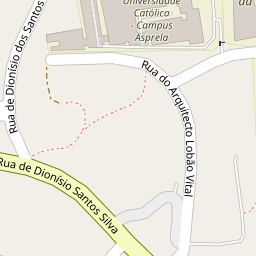 Universidade
Católica
- Campus
Asprela
da
Rua de Dionísio dos Santos
Rua do Arquitecto Lobão Vital
Rua de Dionísio Santos Silva